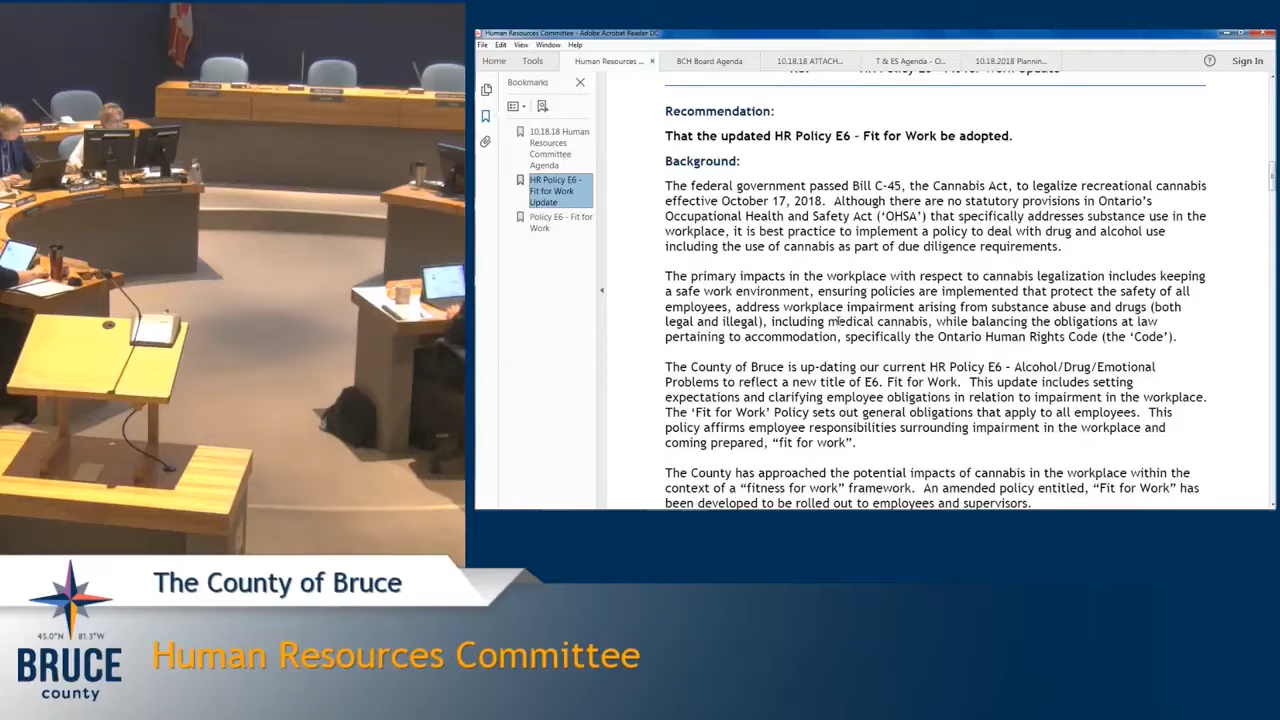 Human Resources Committee - Adobe Acrobat Reader DC
File Edit View Window Help
Home Tools Human Resources ... × BCH Board Agenda 10.18.18 ATTACH... T & ES Agenda - O... 10.18.2018 Plannin... Sign In
Bookmarks
10.18.18 Human
Resources
Committee
Agenda
HR Policy E6 -
Fit for Work
Update
Policy E6 - Fit for
Work
Recommendation:
That the updated HR Policy E6 – Fit for Work be adopted.
Background:
The federal government passed Bill C-45, the Cannabis Act, to legalize recreational cannabis
effective October 17, 2018. Although there are no statutory provisions in Ontario’s
Occupational Health and Safety Act (‘OHSA’) that specifically addresses substance use in the
workplace, it is best practice to implement a policy to deal with drug and alcohol use
including the use of cannabis as part of due diligence requirements.
The primary impacts in the workplace with respect to cannabis legalization includes keeping
a safe work environment, ensuring policies are implemented that protect the safety of all
employees, address workplace impairment arising from substance abuse and drugs (both
legal and illegal), including medical cannabis, while balancing the obligations at law
pertaining to accommodation, specifically the Ontario Human Rights Code (the ‘Code’).
The County of Bruce is up-dating our current HR Policy E6 – Alcohol/Drug/Emotional
Problems to reflect a new title of E6. Fit for Work. This update includes setting
expectations and clarifying employee obligations in relation to impairment in the workplace.
The ‘Fit for Work’ Policy sets out general obligations that apply to all employees. This
policy affirms employee responsibilities surrounding impairment in the workplace and
coming prepared, “fit for work”.
The County has approached the potential impacts of cannabis in the workplace within the
context of a “fitness for work” framework. An amended policy entitled, “Fit for Work” has
been developed to be rolled out to employees and supervisors.
The County of Bruce
45.0°N 81.3°W
BRUCE
county
Human Resources Committee